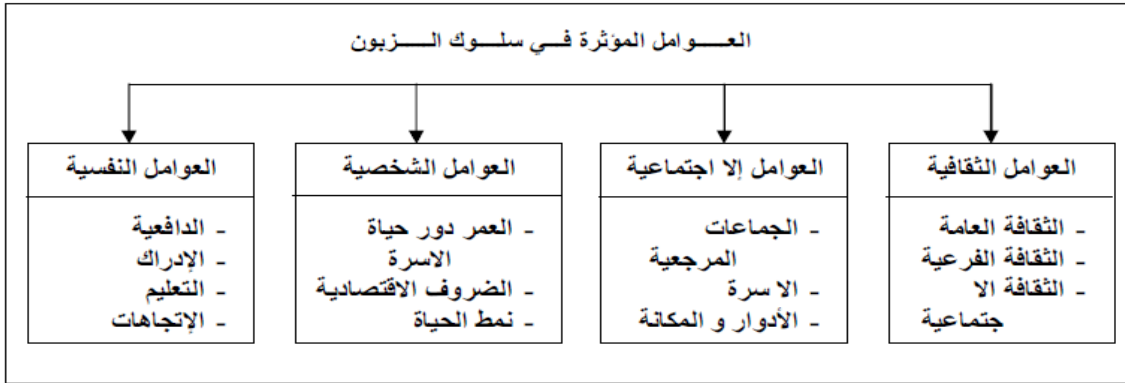 العـــــوامل المؤثرة فـــي سلـــوك الـــــزبون
العوامل الثقافية
- الثقافة العامة
- الثقافة الفرعية
- الثقافة الا
جتماعية
العوامل إلا اجتماعية
- الجماعات
المرجعية
- الا سرة
- الأدوار و المكانة
العوامل الشخصية
- العمر دور حياة
الاسرة
- الضروف الاقتصادية
- نمط الحياة
العوامل النفسية
- الدافعية
- الإدراك
- التعليم
- الإتجاهات